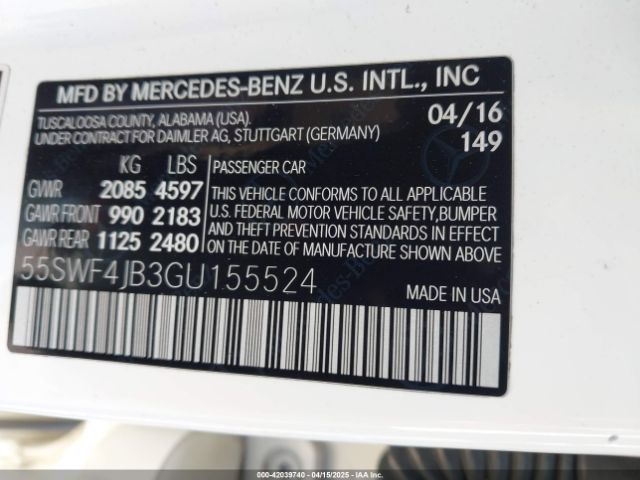 MFD BY MERCEDES-BENZ U.S. INTL., INC
TUSCALOOSA COUNTY, ALABAMA (USA).
UNDER CONTRACT FOR DAIMLER AG, STUTTGART (GERMANY)
04/16
149
KG LBS
GVWR 2085 4597
GAWR FRONT 990 2183
GAWR REAR 1125 2480
PASSENGER CAR
THIS VEHICLE CONFORMS TO ALL APPLICABLE
U.S. FEDERAL MOTOR VEHICLE SAFETY,BUMPER
AND THEFT PREVENTION STANDARDS IN EFFECT
ON THE DATE OF MANUFACTURE SHOWN ABOVE
55SWF4JB3GU155524
MADE IN USA
000-42039740 - 04/15/2025 - IAAI CORP